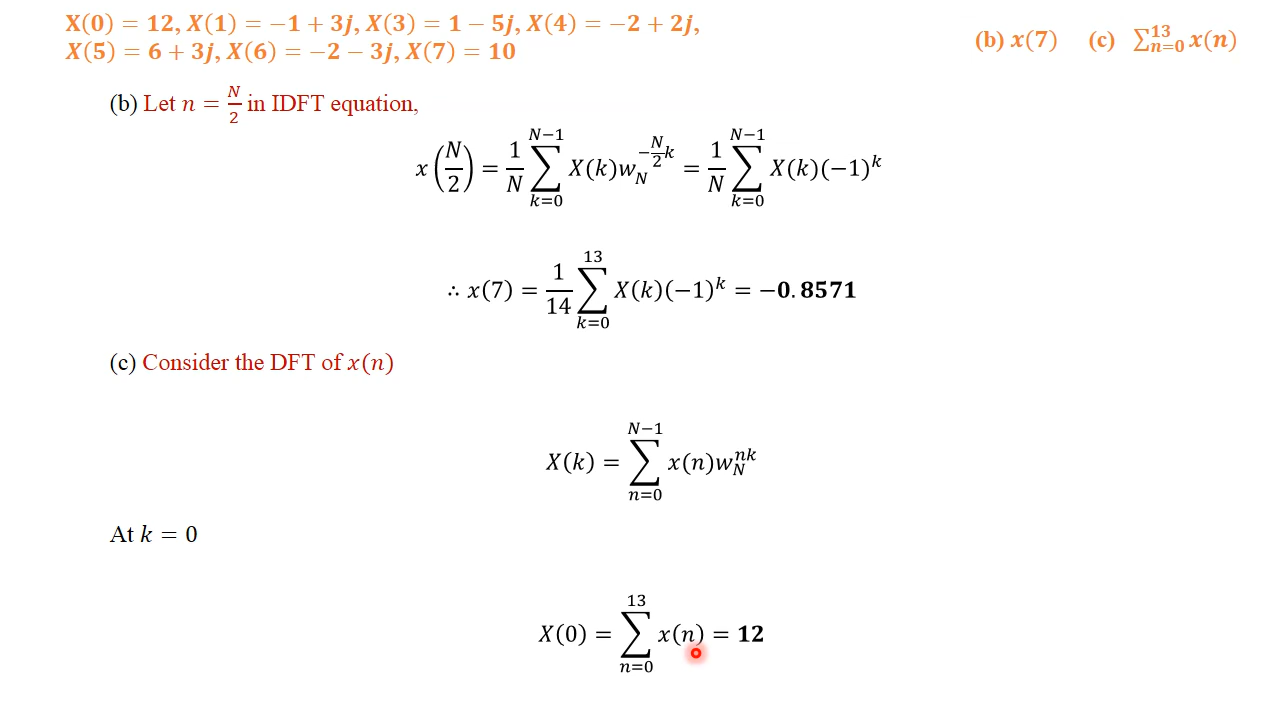 X(0) = 12, X(1) = −1 + 3j, X(3) = 1 − 5j, X(4) = −2 + 2j,
X(5) = 6 + 3j, X(6) = −2 − 3j, X(7) = 10
(b) x(7) (c) ∑_{n=0}^{13} x(n)
(b) Let n = N/2 in IDFT equation,
x(N/2) = 1/N ∑_{k=0}^{N−1} X(k)w_N^{−(N/2)k} = 1/N ∑_{k=0}^{N−1} X(k)(−1)^k
∴ x(7) = 1/14 ∑_{k=0}^{13} X(k)(−1)^k = −0.8571
(c) Consider the DFT of x(n)
X(k) = ∑_{n=0}^{N−1} x(n)w_N^{nk}
At k = 0
X(0) = ∑_{n=0}^{13} x(n) = 12